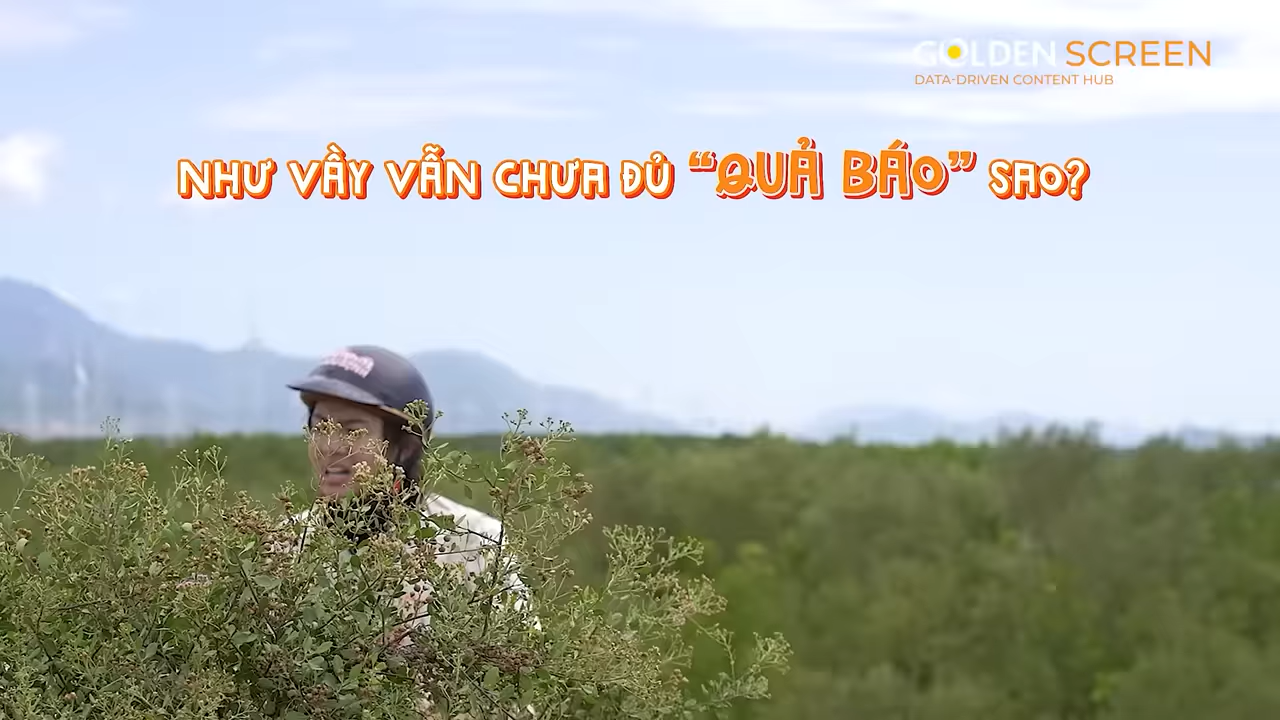 GOLDEN SCREEN
DATA-DRIVEN CONTENT HUB
NHƯ VẦY VẪN CHƯA ĐỦ “QUẢ BÁO” SAO?